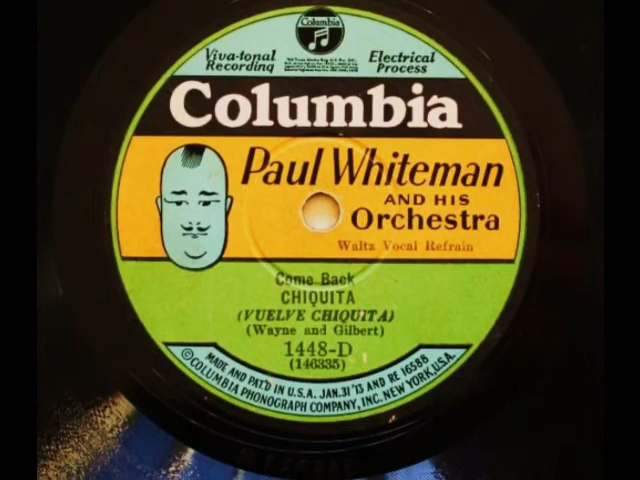 Columbia
Viva-tonal
Recording
Electrical
Process
Columbia
Paul Whiteman
AND HIS
Orchestra
Waltz Vocal Refrain
Come Back
CHIQUITA
(VUELVE CHIQUITA)
(Wayne and Gilbert)
1448-D
(146335)
MADE AND PAT'D IN U.S.A. JAN. 31 '13 AND RE 16588
©COLUMBIA PHONOGRAPH COMPANY, INC. NEW YORK, U.S.A.